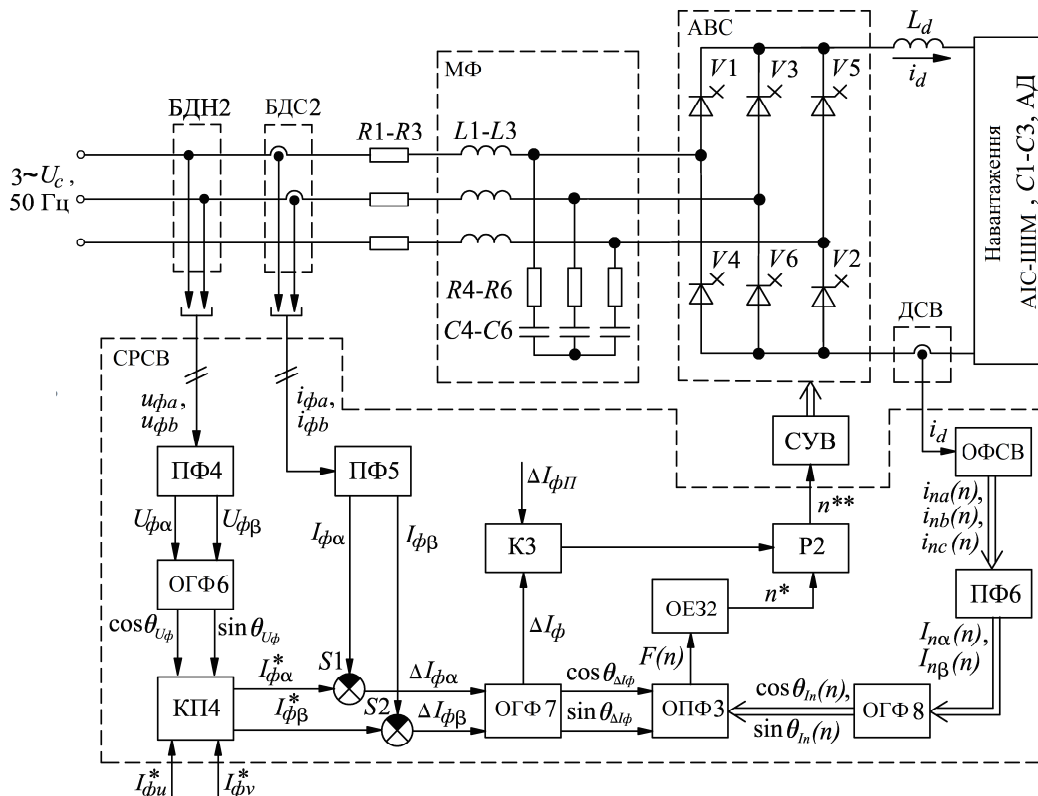 АВС
L_d
i_d
МФ
V1
V3
V5
БДН2
БДС2
R1-R3
L1-L3
3~U_c ,
50 Гц
V4
V6
V2
R4-R6
C4-C6
Навантаження
АІС-ШІМ , C1-C3, АД
ДСВ
СРСВ
u_фa,
u_фb
i_фa,
i_фb
i_d
СУВ
ОФСВ
ПФ4
ПФ5
ΔI_фП
n**
i_na(n),
i_nb(n),
i_nc(n)
U_фα
U_фβ
I_фα
I_фβ
К3
Р2
ОГФ6
ОЕЗ2
n*
ПФ6
cosθ_Uф
sinθ_Uф
ΔI_ф
F(n)
I_nα(n),
I_nβ(n)
I*_фα
S1
ΔI_фα
cosθ_ΔIф
cosθ_In(n),
КП4
I*_фβ
S2
ΔI_фβ
ОГФ7
sinθ_ΔIф
ОПФ3
sinθ_In(n)
ОГФ8
I*_фu
I*_фv